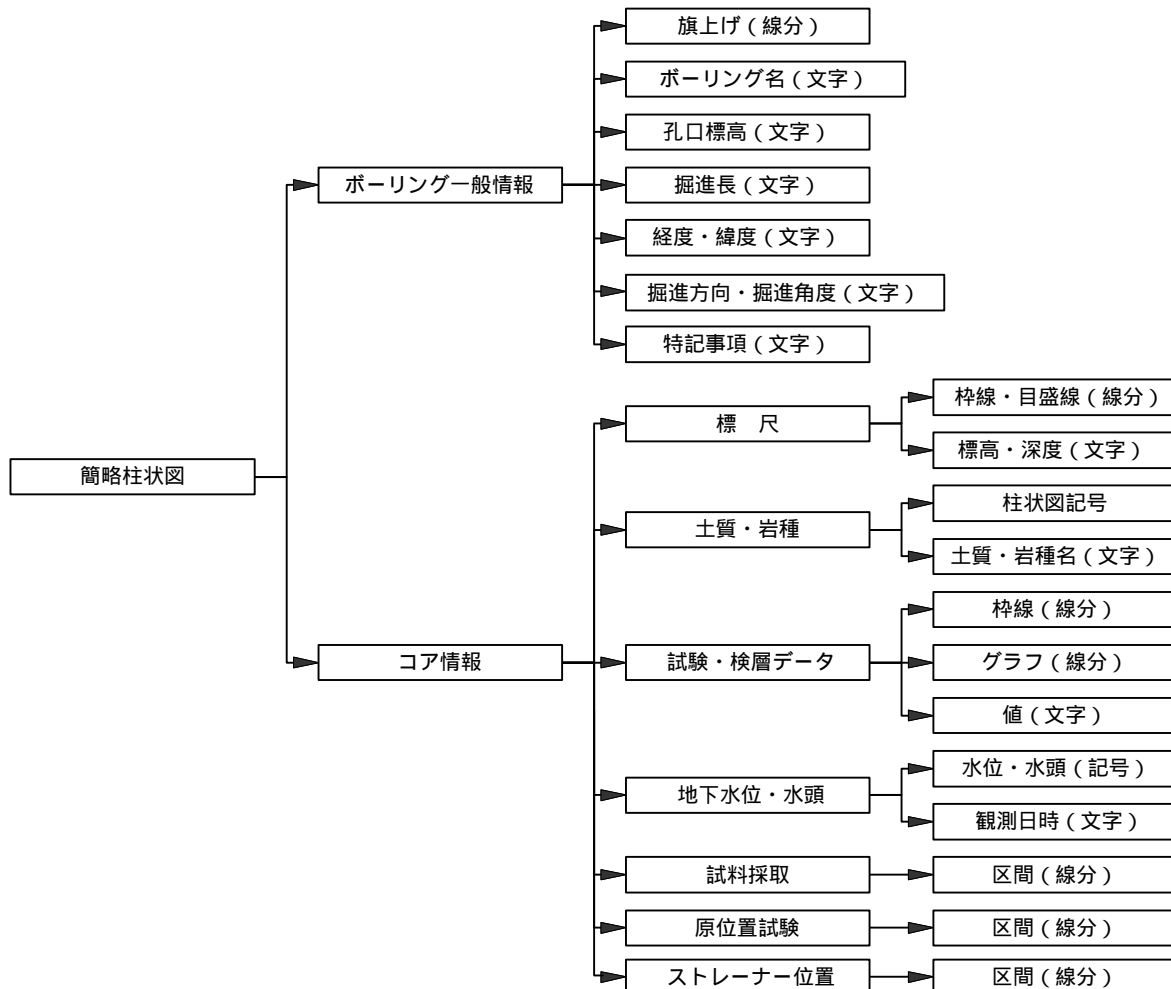 旗上げ（線分）
ボーリング名（文字）
孔口標高（文字）
ボーリング一般情報
掘進長（文字）
経度・緯度（文字）
掘進方向・掘進角度（文字）
特記事項（文字）
簡略柱状図
コア情報
標　尺
枠線・目盛線（線分）
標高・深度（文字）
土質・岩種
柱状図記号
土質・岩種名（文字）
試験・検層データ
枠線（線分）
グラフ（線分）
値（文字）
地下水位・水頭
水位・水頭（記号）
観測日時（文字）
試料採取
区間（線分）
原位置試験
区間（線分）
ストレーナー位置
区間（線分）